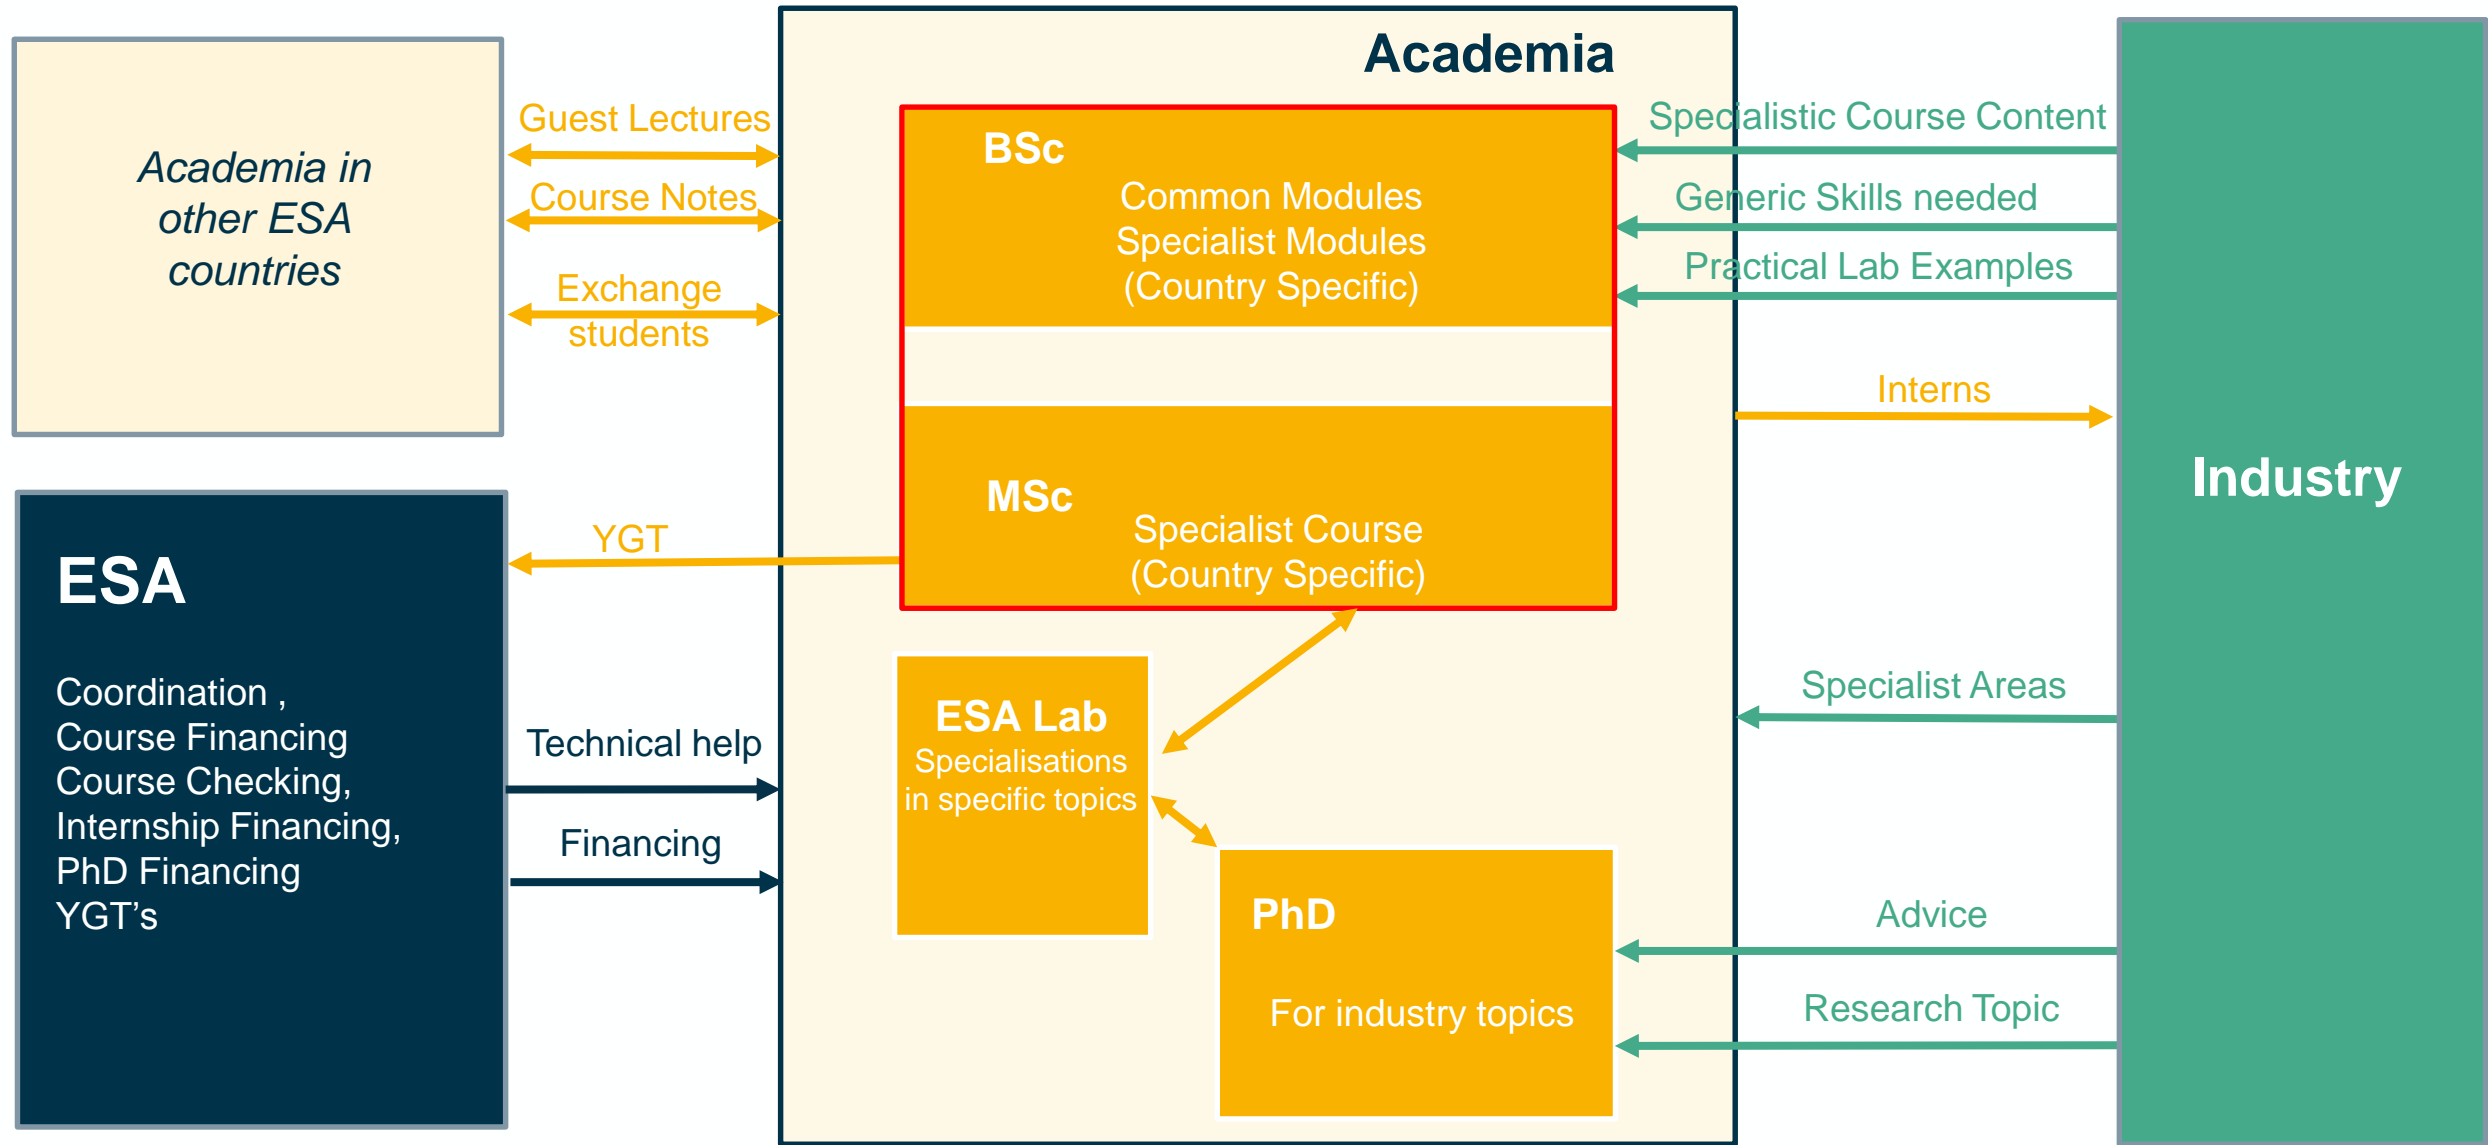 Academia in
other ESA
countries
ESA
Coordination ,
Course Financing
Course Checking,
Internship Financing,
PhD Financing
YGT’s
Guest Lectures
Course Notes
Exchange
students
YGT
Technical help
Financing
Academia
BSc
Common Modules
Specialist Modules
(Country Specific)
MSc
Specialist Course
(Country Specific)
ESA Lab
Specialisations
in specific topics
PhD
For industry topics
Specialistic Course Content
Generic Skills needed
Practical Lab Examples
Interns
Specialist Areas
Advice
Research Topic
Industry